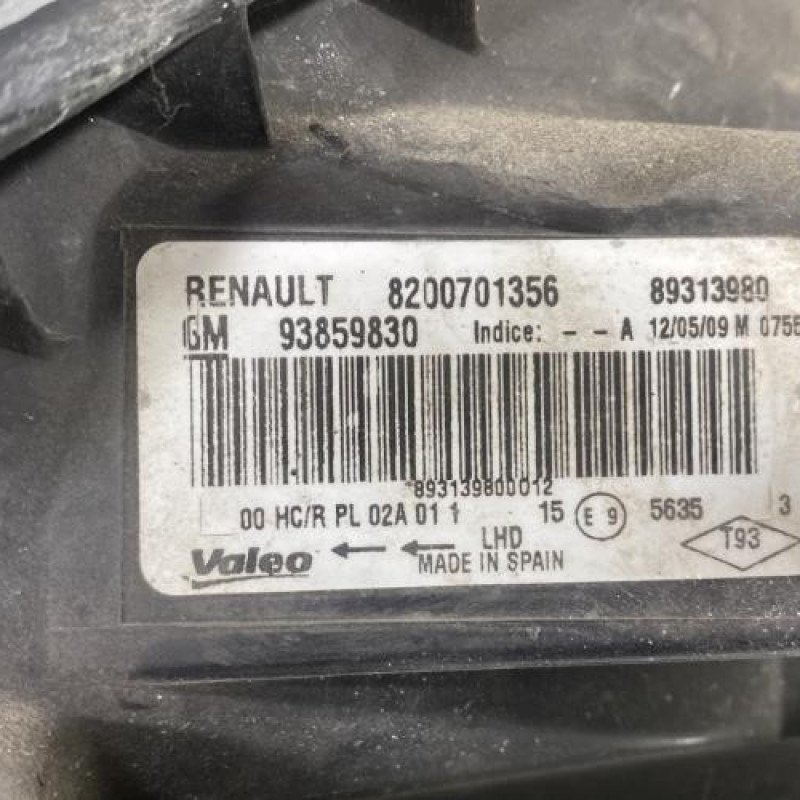 RENAULT 8200701356 89313980
GM 93859830 Indice: - - A 12/05/09 M 0755
*893139800012
00 HC/R PL 02A 01 1 15 E 9 5635 3
Valeo ← ← LHD T93
MADE IN SPAIN